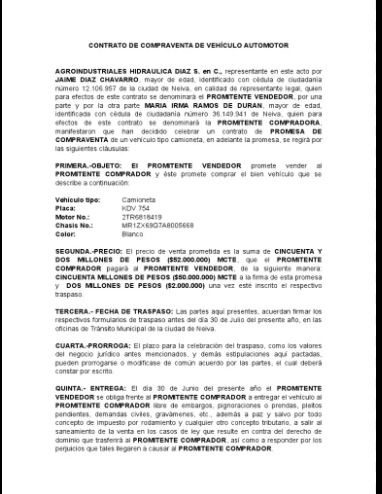 CONTRATO DE COMPRAVENTA DE VEHÍCULO AUTOMOTOR
AGROINDUSTRIALES HIDRAULICA DIAZ S. en C., representante en este acto por
JAIME DIAZ CHAVARRO, mayor de edad, identificado con cédula de ciudadanía
número 12.106.957 de la ciudad de Neiva, en calidad de representante legal, quien
para efectos de este contrato se denominará el PROMITENTE VENDEDOR, por una
parte y por la otra parte MARIA IRMA RAMOS DE DURAN, mayor de edad,
identificada con cédula de ciudadanía número 36.149.941 de Neiva, quien para
efectos de este contrato se denominará la PROMITENTE COMPRADORA,
manifestaron que han decidido celebrar un contrato de PROMESA DE
COMPRAVENTA de un vehículo tipo camioneta, en adelante la promesa, se regirá por
las siguientes cláusulas:
PRIMERA.-OBJETO: El PROMITENTE VENDEDOR promete vender al
PROMITENTE COMPRADOR y éste promete comprar el bien vehículo que se
describe a continuación:
Vehículo tipo: Camioneta
Placa: KDV 754
Motor No.: 2TR6818419
Chasis No.: MR1ZX69G7A8005668
Color: Blanco
SEGUNDA.-PRECIO: El precio de venta prometida es la suma de CINCUENTA Y
DOS MILLONES DE PESOS ($52.000.000) MCTE, que el PROMITENTE
COMPRADOR pagará al PROMITENTE VENDEDOR, de la siguiente manera:
CINCUENTA MILLONES DE PESOS ($50.000.000) MCTE a la firma de esta promesa
y DOS MILLONES DE PESOS ($2.000.000) una vez esté inscrito el respectivo
traspaso.
TERCERA.- FECHA DE TRASPASO: Las partes aquí presentes, acuerdan firmar los
respectivos formularios de traspaso antes del día 30 de Julio del presente año, en las
oficinas de Tránsito Municipal de la ciudad de Neiva.
CUARTA.-PRORROGA: El plazo para la celebración del traspaso, como los valores
del negocio jurídico antes mencionados, y demás estipulaciones aquí pactadas,
pueden prorrogarse o modificase de común acuerdo por las partes, el cual deberá
constar por escrito.
QUINTA.- ENTREGA: El día 30 de Junio del presente año el PROMITENTE
VENDEDOR se obliga frente al PROMITENTE COMPRADOR a entregar el vehículo al
PROMITENTE COMPRADOR libre de embargos, pignoraciones o prendas, pleitos
pendientes, demandas civiles, gravámenes, etc., además a paz y salvo por todo
concepto de impuesto por rodamiento y cualquier otro concepto tributario, a salir al
saneamiento de la venta en los casos de ley que resulte en contra del derecho de
dominio que trasferirá al PROMITENTE COMPRADOR, así como a responder por los
perjuicios que tales llegaren a causar al PROMITENTE COMPRADOR.